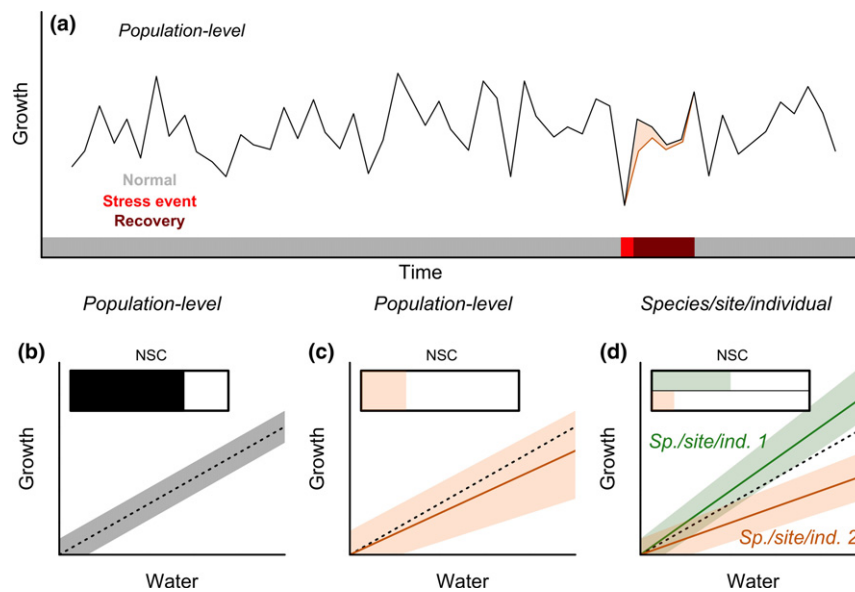 (a)
Population-level
Growth
Normal
Stress event
Recovery
Time
Population-level
Population-level
Species/site/individual
(b)
NSC
Growth
Water
(c)
NSC
Growth
Water
(d)
NSC
Sp./site/ind. 1
Growth
Sp./site/ind. 2
Water